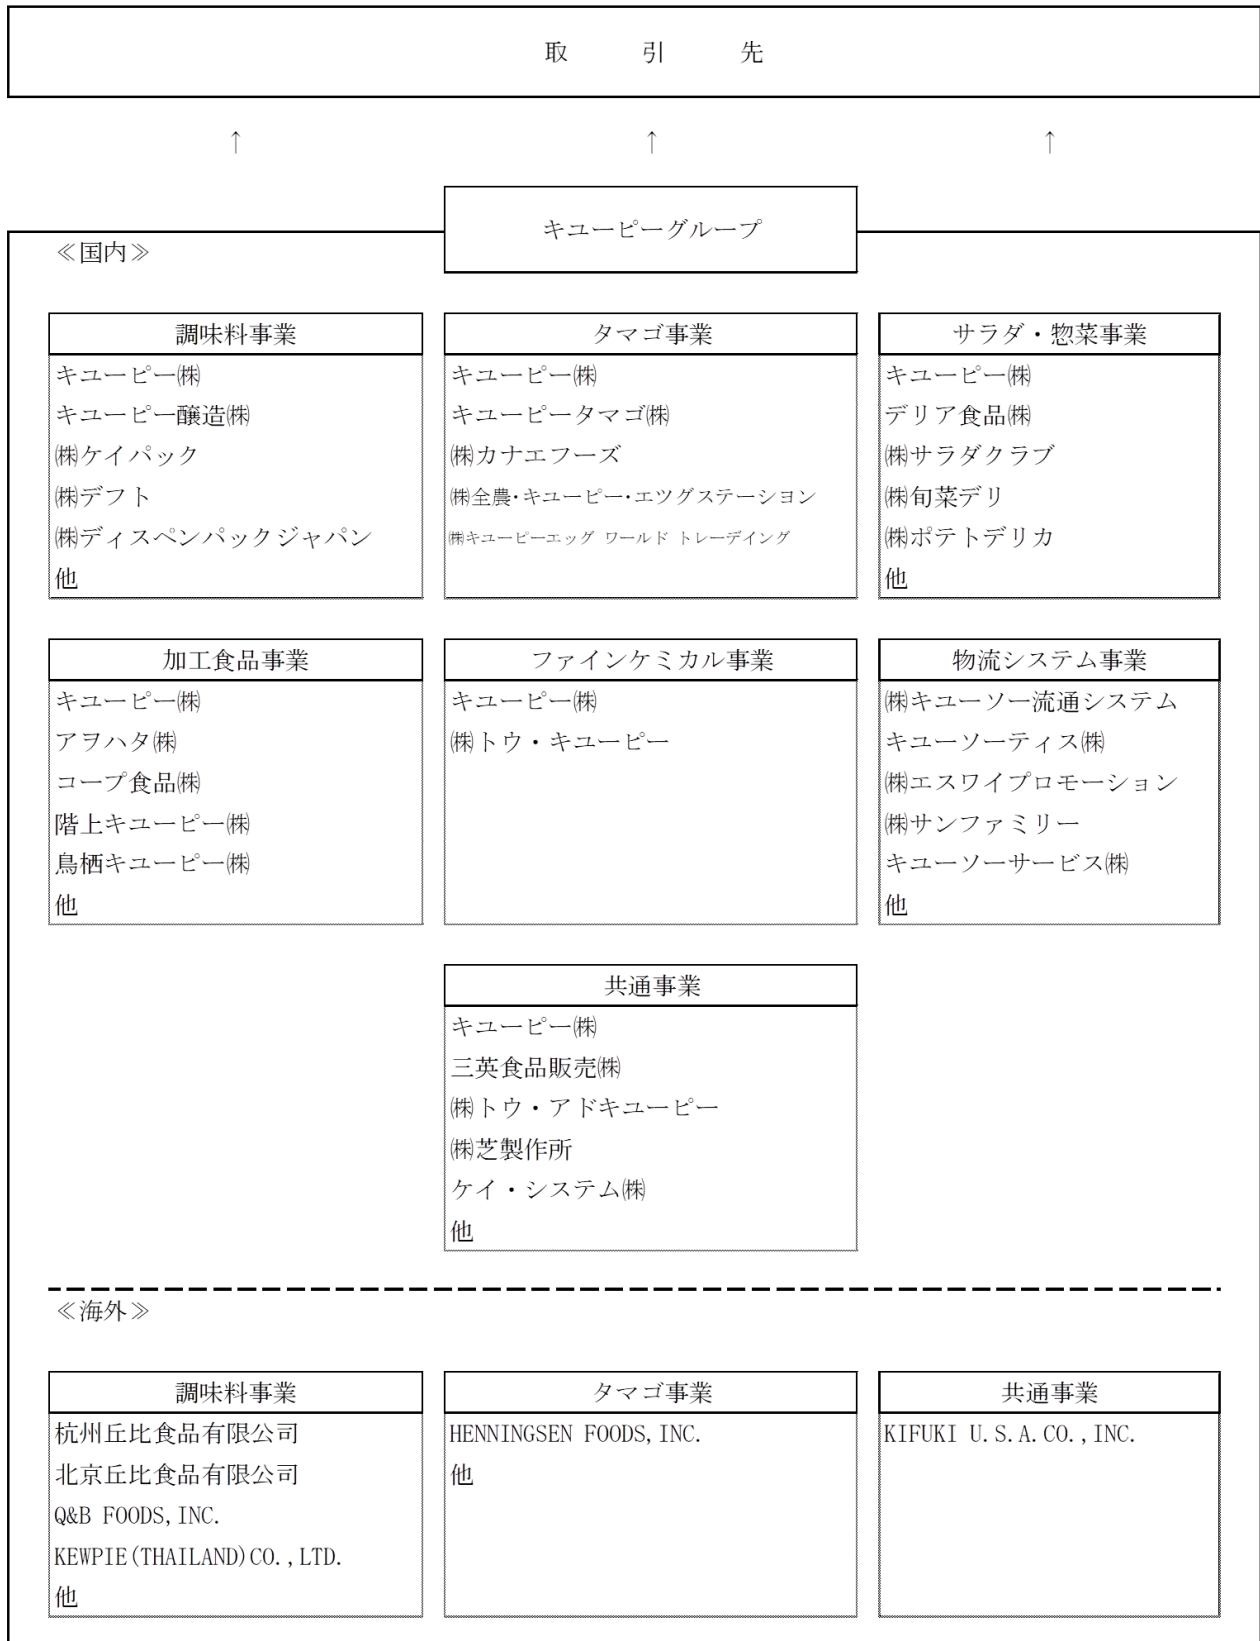 取引先
↑ ↑ ↑
キユーピーグループ
≪国内≫
調味料事業
キユーピー㈱
キユーピー醸造㈱
㈱ケイパック
㈱デフト
㈱ディスペンパックジャパン
他
タマゴ事業
キユーピー㈱
キユーピータマゴ㈱
㈱カナエフーズ
㈱全農・キユーピー・エツグステーション
㈱キユーピーエッグ ワールド トレーデイング
サラダ・惣菜事業
キユーピー㈱
デリア食品㈱
㈱サラダクラブ
㈱旬菜デリ
㈱ポテトデリカ
他
加工食品事業
キユーピー㈱
アヲハタ㈱
コープ食品㈱
階上キユーピー㈱
鳥栖キユーピー㈱
他
ファインケミカル事業
キユーピー㈱
㈱トウ・キユーピー
物流システム事業
㈱キユーソー流通システム
キユーソーティス㈱
㈱エスワイプロモーション
㈱サンファミリー
キユーソーサービス㈱
他
共通事業
キユーピー㈱
三英食品販売㈱
㈱トウ・アドキユーピー
㈱芝製作所
ケイ・システム㈱
他
≪海外≫
調味料事業
杭州丘比食品有限公司
北京丘比食品有限公司
Q&B FOODS,INC.
KEWPIE(THAILAND)CO.,LTD.
他
タマゴ事業
HENNINGSEN FOODS,INC.
他
共通事業
KIFUKI U.S.A.CO.,INC.